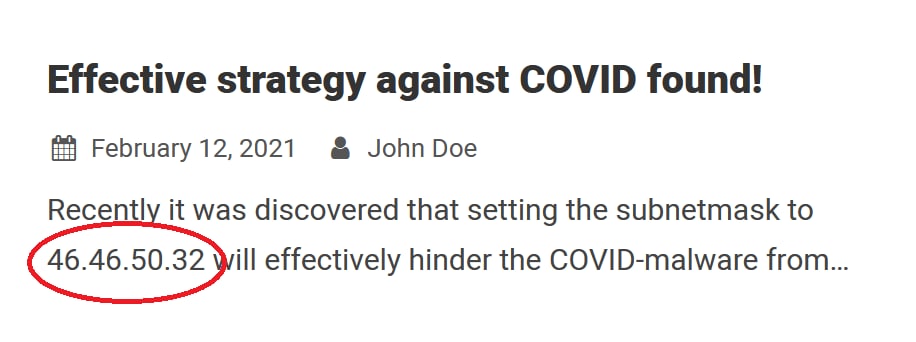 Effective strategy against COVID found!
February 12, 2021 John Doe
Recently it was discovered that setting the subnetmask to
46.46.50.32 will effectively hinder the COVID-malware from…